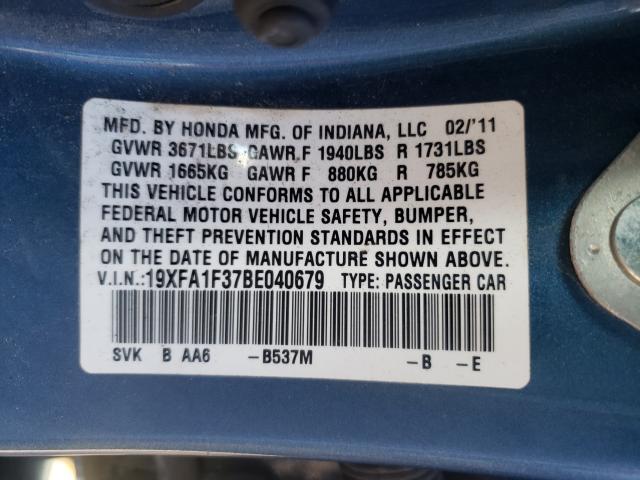 MFD. BY HONDA MFG. OF INDIANA, LLC 02/'11
GVWR 3671LBS GAWR F 1940LBS R 1731LBS
GVWR 1665KG GAWR F 880KG R 785KG
THIS VEHICLE CONFORMS TO ALL APPLICABLE
FEDERAL MOTOR VEHICLE SAFETY, BUMPER,
AND THEFT PREVENTION STANDARDS IN EFFECT
ON THE DATE OF MANUFACTURE SHOWN ABOVE.
V.I.N.:19XFA1F37BE040679 TYPE: PASSENGER CAR
SVK B AA6 -B537M -B -E